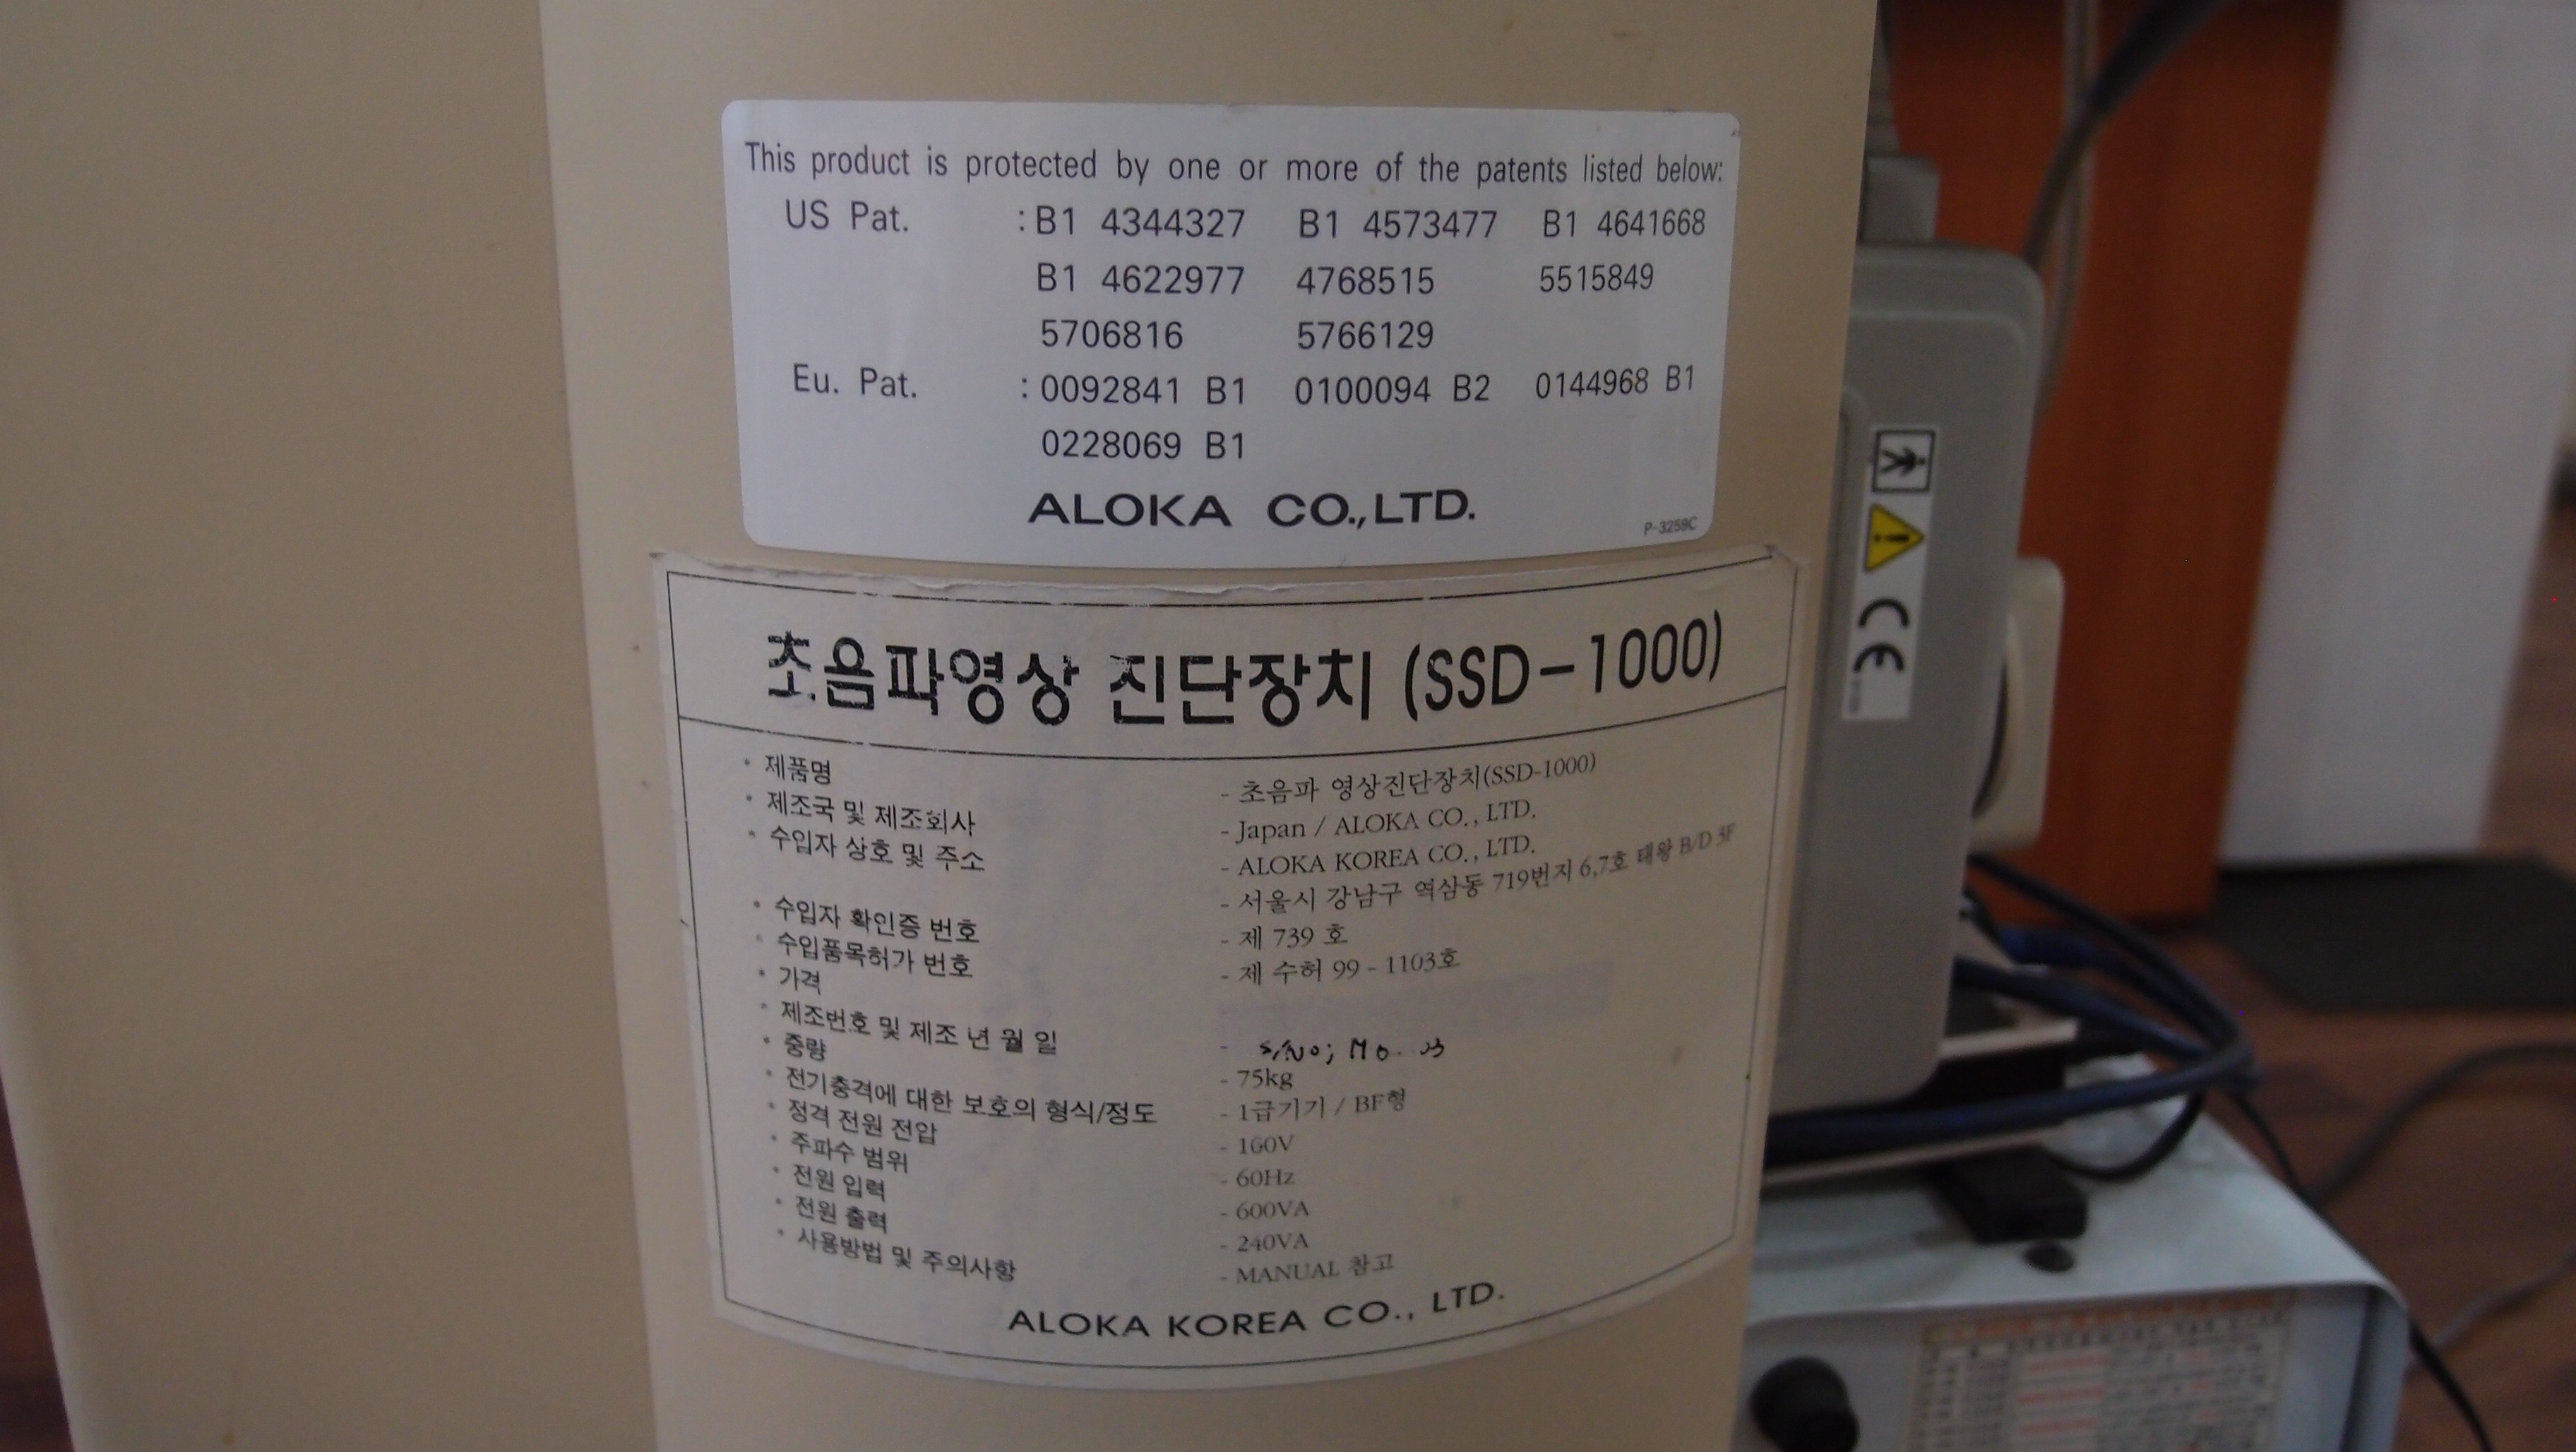 This product is protected by one or more of the patents listed below:
US Pat. : B1 4344327 B1 4573477 B1 4641668
B1 4622977 4768515 5515849
5706816 5766129
Eu. Pat. : 0092841 B1 0100094 B2 0144968 B1
0228069 B1
ALOKA CO.,LTD.
P-3259C
초음파영상 진단장치 (SSD-1000)
• 제품명 - 초음파 영상진단장치(SSD-1000)
• 제조국 및 제조회사 - Japan / ALOKA CO., LTD.
• 수입자 상호 및 주소 - ALOKA KOREA CO., LTD.
- 서울시 강남구 역삼동 719번지 6,7호 태왕 B/D 3F
• 수입자 확인증 번호 - 제 739 호
• 수입품목허가 번호 - 제 수허 99 - 1103호
• 가격
• 제조번호 및 제조 년 월 일 - S/No;
• 중량 - 75kg
• 전기충격에 대한 보호의 형식/정도 - 1급기기 / BF형
• 정격 전원 전압 - 100V
• 주파수 범위 - 60Hz
• 전원 입력 - 600VA
• 전원 출력 - 240VA
• 사용방법 및 주의사항 - MANUAL 참고
ALOKA KOREA CO., LTD.
CE